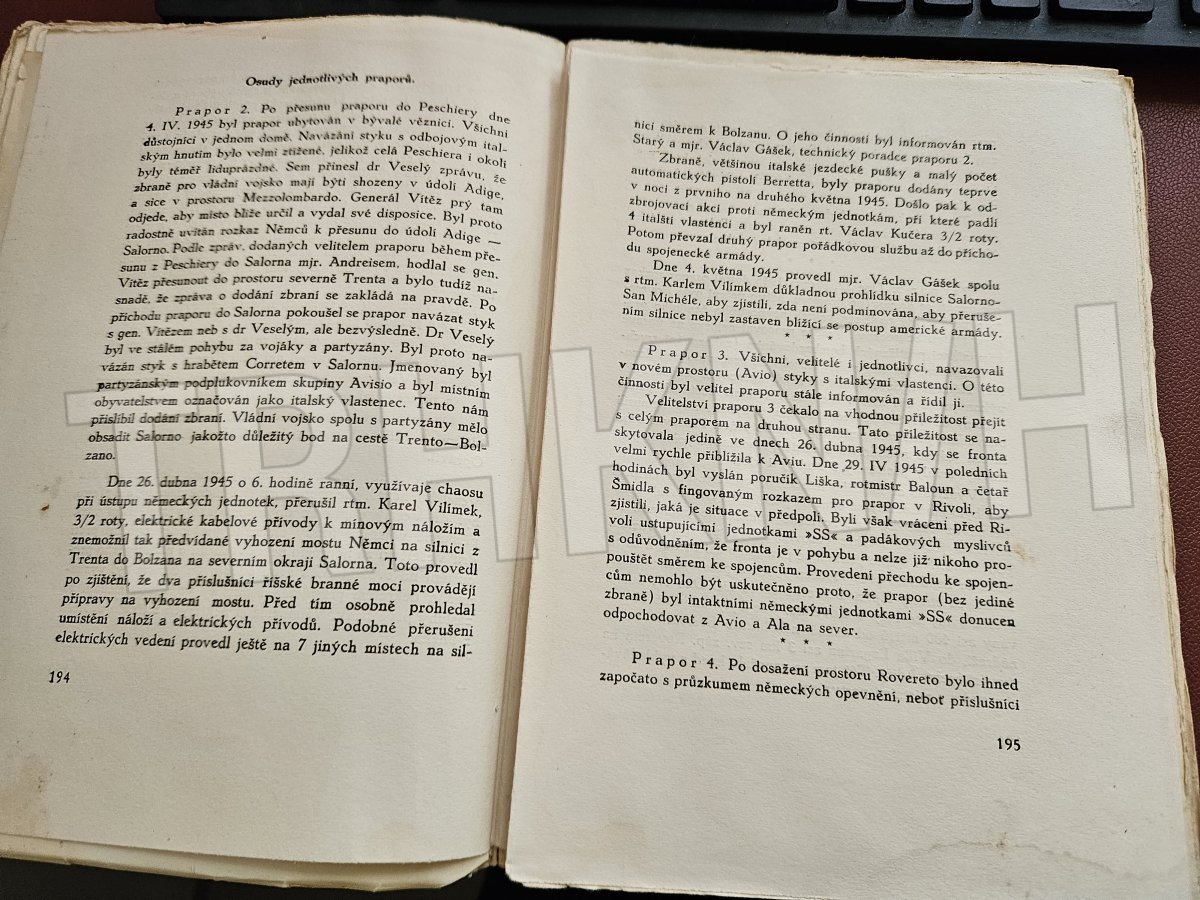 Osudy jednotlivých praporů.
Prapor 2. Po přesunu praporu do Peschiery dne
4. IV. 1945 byl prapor ubytován v bývalé věznici. Všichni
důstojníci v jednom domě. Navázání styku s odbojovým ital-
ským hnutím bylo velmi ztížené, jelikož celá Peschiera i okolí
byly téměř liduprázdné. Sem přinesl dr Veselý zprávu, že
zbraně pro vládní vojsko mají býti shozeny v údolí Adige,
a sice v prostoru Mezzolombardo. Generál Vítěz prý tam
odjede, aby místo blíže určil a vydal své disposice. Byl proto
radostně uvítán rozkaz Němců k přesunu do údolí Adige —
Salorno. Podle zpráv, dodaných velitelem praporu během pře-
sunu z Peschiery do Salorna mjr. Andreisem, hodlal se gen.
Vítěz přesunout do prostoru severně Trenta a bylo tudíž na-
snadě, že zpráva o dodání zbraní se zakládá na pravdě. Po
příchodu praporu do Salorna pokoušel se prapor navázat styk
s gen. Vítězem neb s dr Veselým, ale bezvýsledně. Dr Veselý
byl ve stálém pohybu za vojáky a partyzány. Byl proto na-
vázán styk s hrabětem Corretem v Salornu. Jmenovaný byl
partyzánským podplukovníkem skupiny Avisio a byl místním
obyvatelstvem označován jako italský vlastenec. Tento nám
přislíbil dodání zbraní. Vládní vojsko spolu s partyzány mělo
obsadit Salorno jakožto důležitý bod na cestě Trento—Bol-
zano.
Dne 26. dubna 1945 o 6. hodině ranní, využívaje chaosu
při ústupu německých jednotek, přerušil rtm. Karel Vilímek,
3/2 roty, elektrické kabelové přívody k mínovým náložím a
znemožnil tak předvídané vyhození mostu Němci na silnici z
Trenta do Bolzana na severním okraji Salorna. Toto provedl
po zjištění, že dva příslušníci říšské branné moci provádějí
přípravy na vyhození mostu. Před tím osobně prohledal
umístění náloží a elektrických přívodů. Podobné přerušení
elektrických vedení provedl ještě na 7 jiných místech na sil-
194
nici směrem k Bolzanu. O jeho činnosti byl informován rtm.
Starý a mjr. Václav Gášek, technický poradce praporu 2.
Zbraně, většinou italské jezdecké pušky a malý počet
automatických pistolí Berretta, byly praporu dodány teprve
v noci z prvního na druhého května 1945. Došlo pak k od-
zbrojovací akci proti německým jednotkám, při které padli
4 italští vlastenci a byl raněn rt. Václav Kučera 3/2 roty.
Potom převzal druhý prapor pořádkovou službu až do přícho-
du spojenecké armády.
Dne 4. května 1945 provedl mjr. Václav Gášek spolu
s rtm. Karlem Vilímkem důkladnou prohlídku silnice Salorno-
San Michéle, aby zjistili, zda není podminována, aby přeruše-
ním silnice nebyl zastaven blížící se postup americké armády.
* * *
Prapor 3. Všichni, velitelé i jednotlivci, navazovali
v novém prostoru (Avio) styky s italskými vlastenci. O této
činnosti byl velitel praporu stále informován a řídil ji.
Velitelství praporu 3 čekalo na vhodnou příležitost přejít
s celým praporem na druhou stranu. Tato příležitost se na-
skytovala jedině ve dnech 26. dubna 1945, kdy se fronta
velmi rychle přiblížila k Aviu. Dne 29. IV 1945 v poledních
hodinách byl vyslán poručík Liška, rotmistr Baloun a četař
Šmidla s fingovaným rozkazem pro prapor v Rivoli, aby
zjistili, jaká je situace v předpolí. Byli však vráceni před Ri-
voli ustupujícími jednotkami »SS« a padákových myslivců
s odůvodněním, že fronta je v pohybu a nelze již nikoho pro-
pouštět směrem ke spojencům. Provedení přechodu ke spojen-
cům nemohlo být uskutečněno proto, že prapor (bez jediné
zbraně) byl intaktními německými jednotkami »SS« donucen
odpochodovat z Avio a Ala na sever.
* * *
Prapor 4. Po dosažení prostoru Rovereto bylo ihned
započato s průzkumem německých opevnění, neboť příslušníci
195